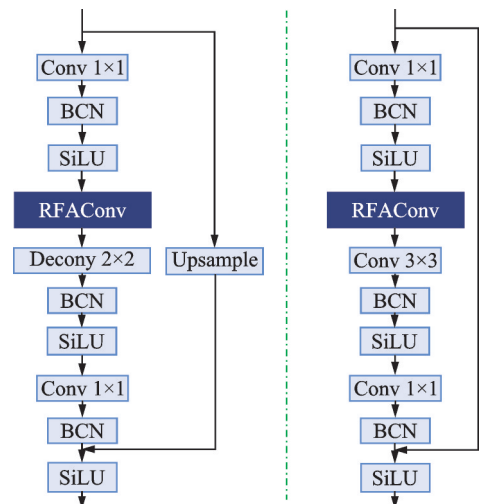 Conv 1×1
BCN
SiLU
RFAConv
Decony 2×2
Upsample
BCN
SiLU
Conv 1×1
BCN
SiLU
Conv 1×1
BCN
SiLU
RFAConv
Conv 3×3
BCN
SiLU
Conv 1×1
BCN
SiLU